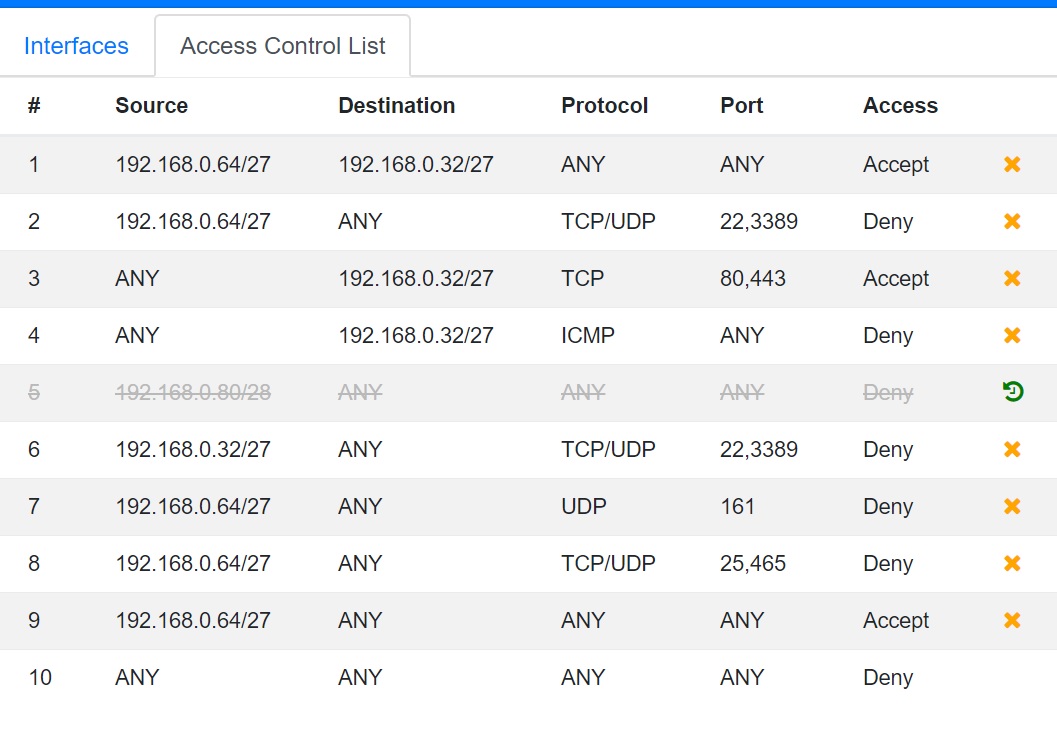 Interfaces Access Control List
# Source Destination Protocol Port Access
1 192.168.0.64/27 192.168.0.32/27 ANY ANY Accept
2 192.168.0.64/27 ANY TCP/UDP 22,3389 Deny
3 ANY 192.168.0.32/27 TCP 80,443 Accept
4 ANY 192.168.0.32/27 ICMP ANY Deny
5 192.168.0.80/28 ANY ANY ANY Deny
6 192.168.0.32/27 ANY TCP/UDP 22,3389 Deny
7 192.168.0.64/27 ANY UDP 161 Deny
8 192.168.0.64/27 ANY TCP/UDP 25,465 Deny
9 192.168.0.64/27 ANY ANY ANY Accept
10 ANY ANY ANY ANY Deny